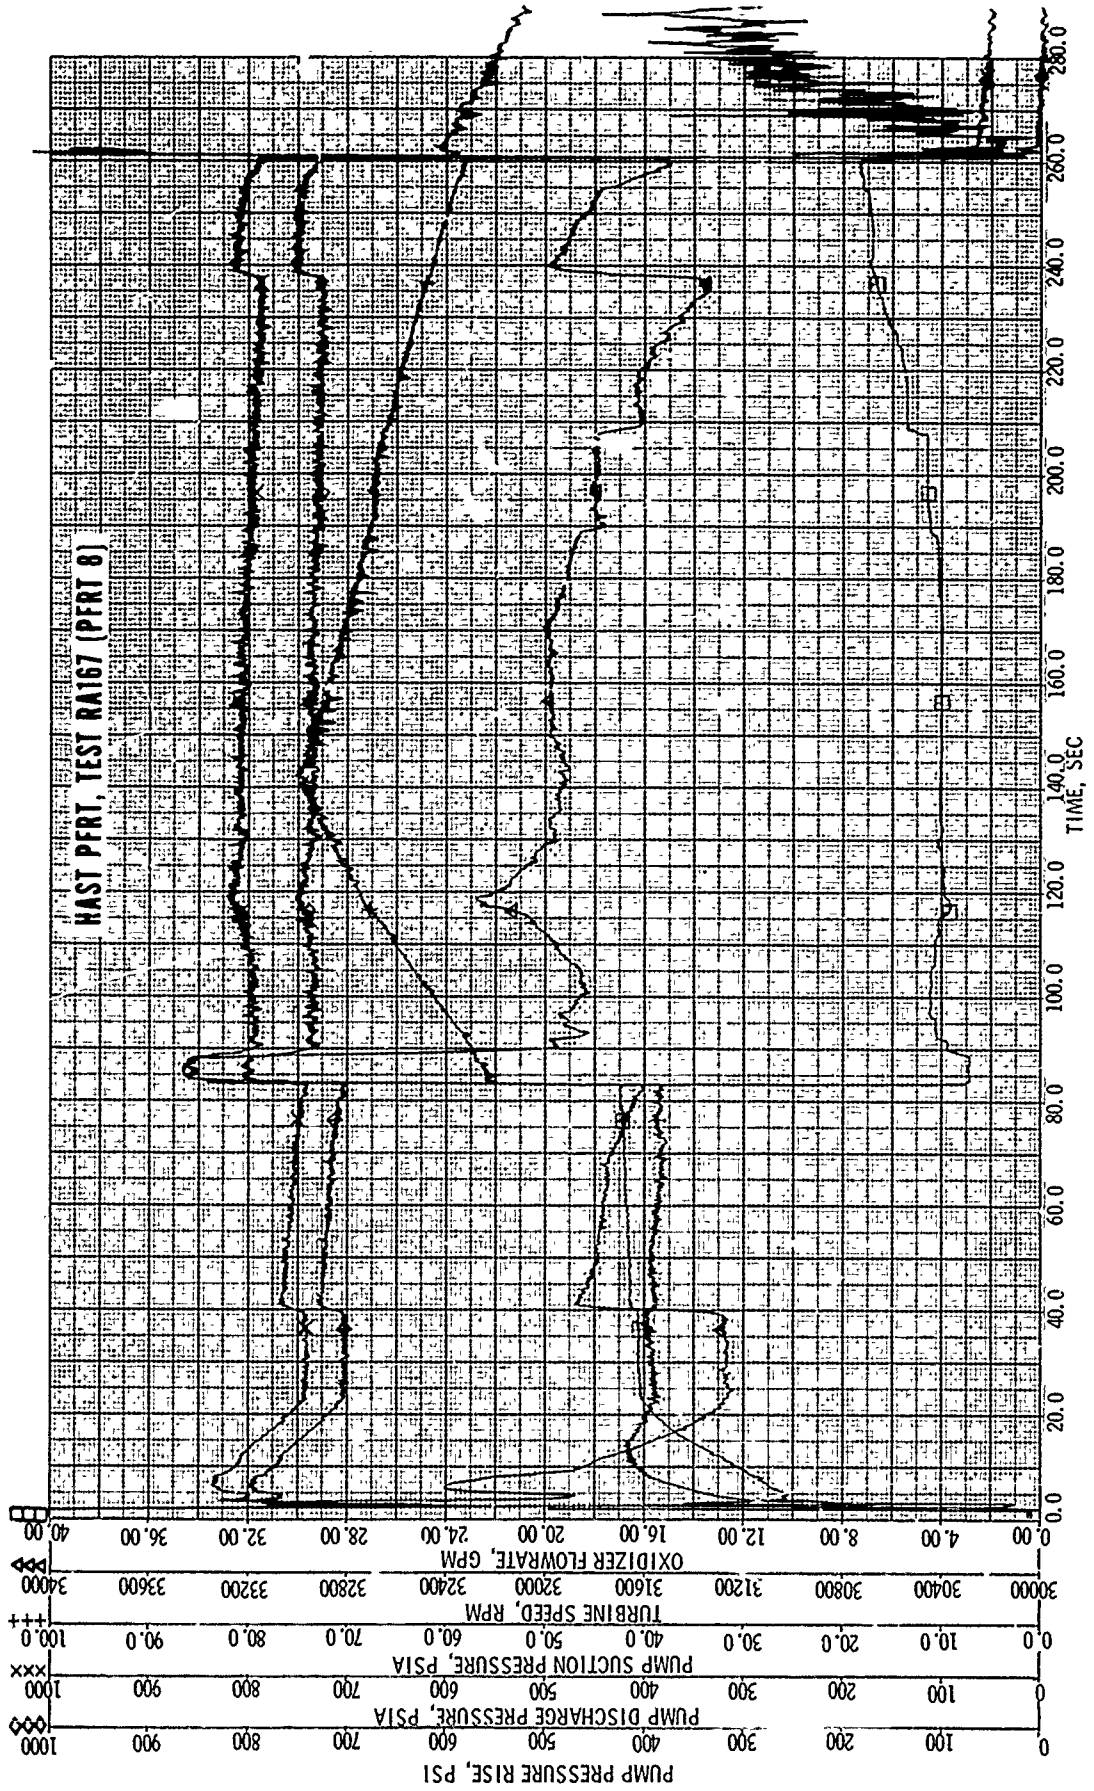 HAST PFRT, TEST RA167 (PFRT 8)
40.00 36.00 32.00 28.00 24.00 20.00 16.00 12.00 8.00 4.00
OXIDIZER FLOWRATE, GPM
34000 33600 33200 32800 32400 32000 31600 31200 30800 30400 30000
TURBINE SPEED, RPM
100.0 90.0 80.0 70.0 60.0 50.0 40.0 30.0 20.0 10.0 0.0
PUMP SUCTION PRESSURE, PSIA
1000 900 800 700 600 500 400 300 200 100 0
PUMP DISCHARGE PRESSURE, PSIA
1000 900 800 700 600 500 400 300 200 100 0
PUMP PRESSURE RISE, PSI
0.0 20.0 40.0 60.0 80.0 100.0 120.0 140.0 160.0 180.0 200.0 220.0 240.0 260.0 280.0
TIME, SEC